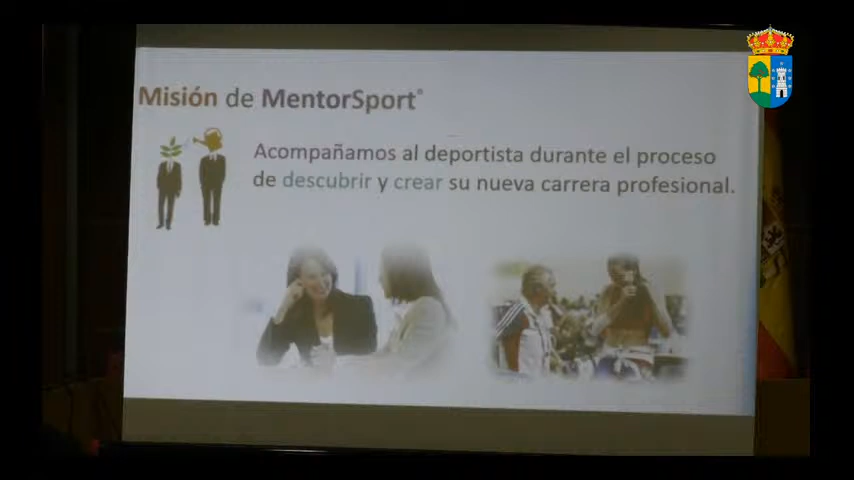 Misión de MentorSport®
Acompañamos al deportista durante el proceso
de descubrir y crear su nueva carrera profesional.